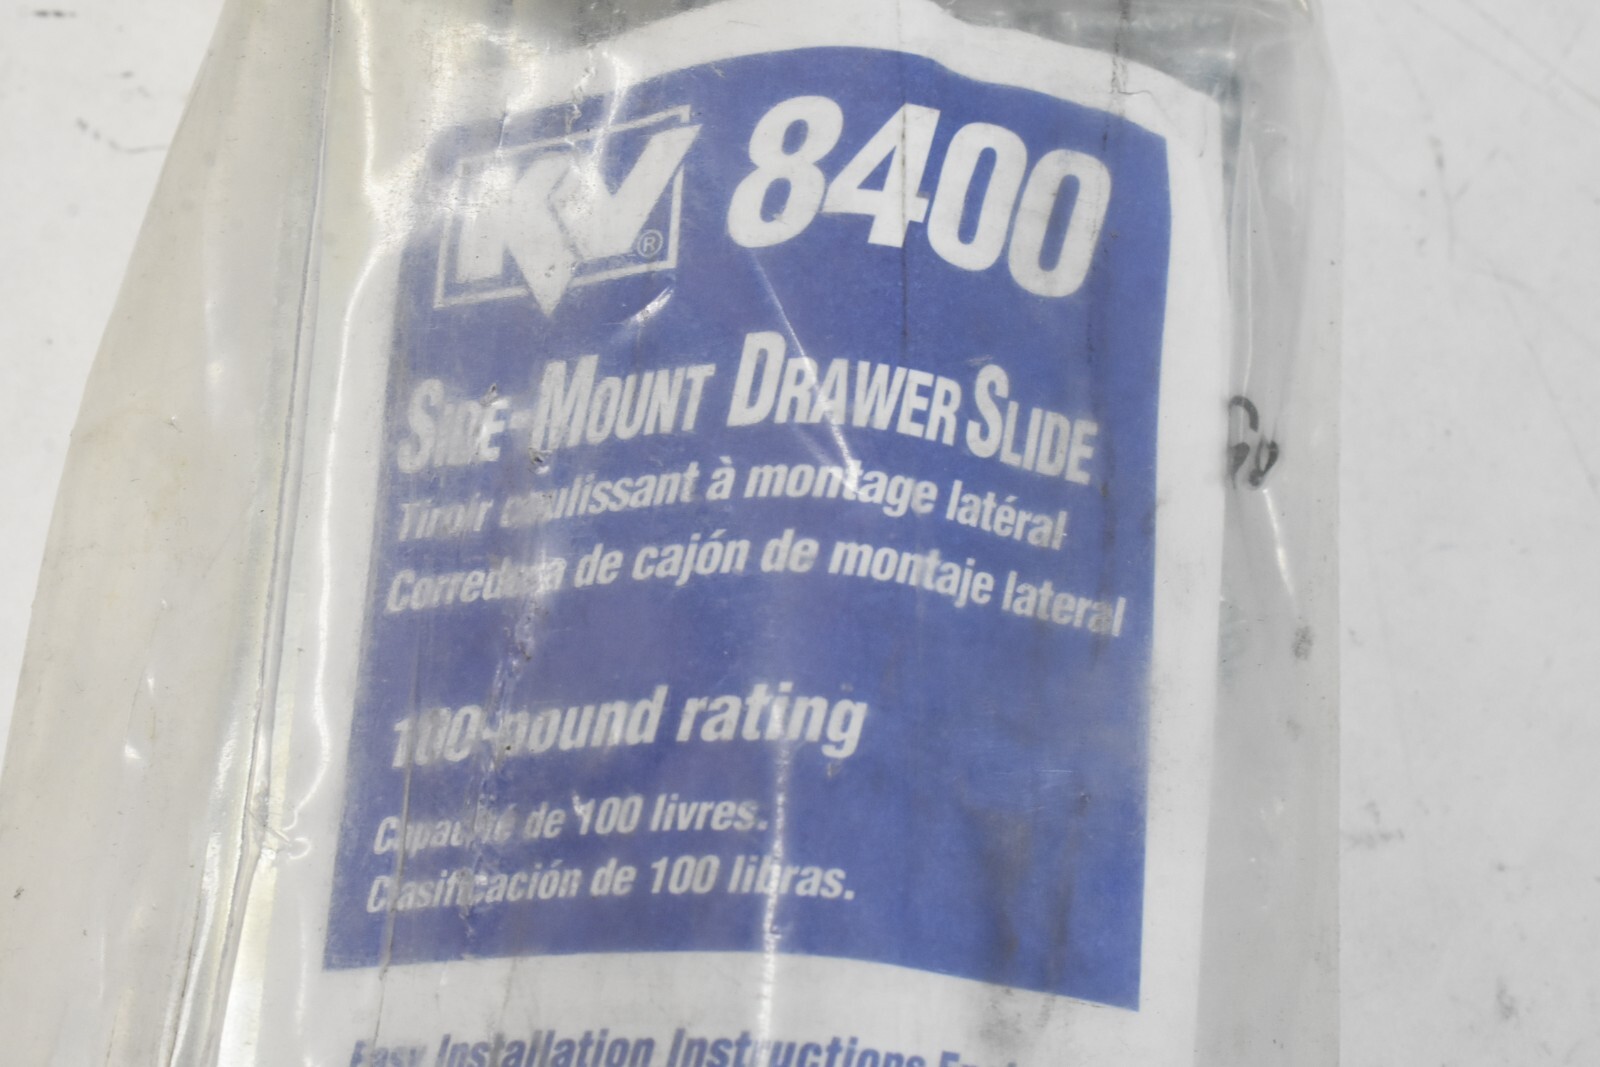 KV® 8400
SIDE-MOUNT DRAWER SLIDE
Tiroir coulissant à montage latéral
Corredera de cajón de montaje lateral
100-pound rating
Capacité de 100 livres.
Clasificación de 100 libras.
Easy Installation Instructions